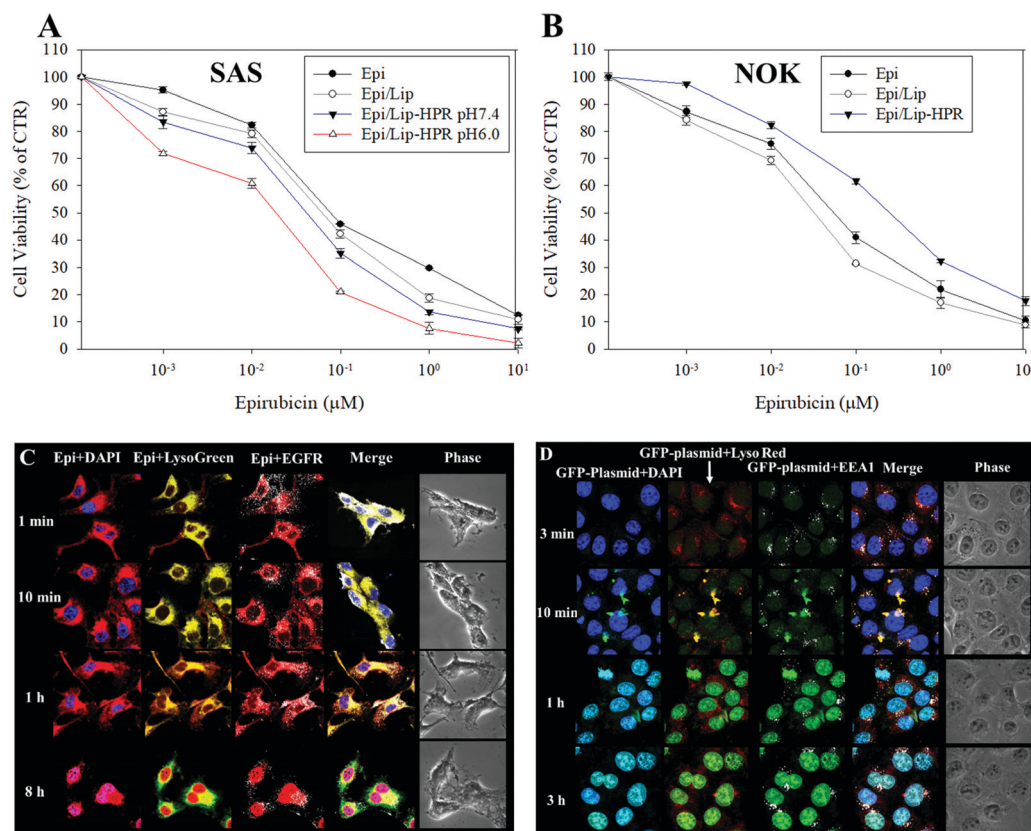 A
SAS
Epi
Epi/Lip
Epi/Lip-HPR pH7.4
Epi/Lip-HPR pH6.0
Cell Viability (% of CTR)
110
100
90
80
70
60
50
40
30
20
10
0
10⁻³ 10⁻² 10⁻¹ 10⁰ 10¹
Epirubicin (µM)
B
NOK
Epi
Epi/Lip
Epi/Lip-HPR
Cell Viability (% of CTR)
110
100
90
80
70
60
50
40
30
20
10
0
10⁻³ 10⁻² 10⁻¹ 10⁰ 10
Epirubicin (µM)
C
Epi+DAPI Epi+LysoGreen Epi+EGFR Merge Phase
1 min
10 min
1 h
8 h
D
GFP-plasmd+Lyso Red
GFP-Plasmid+DAPI GFP-plasmid+EEA1 Merge Phase
3 min
10 min
1 h
3 h